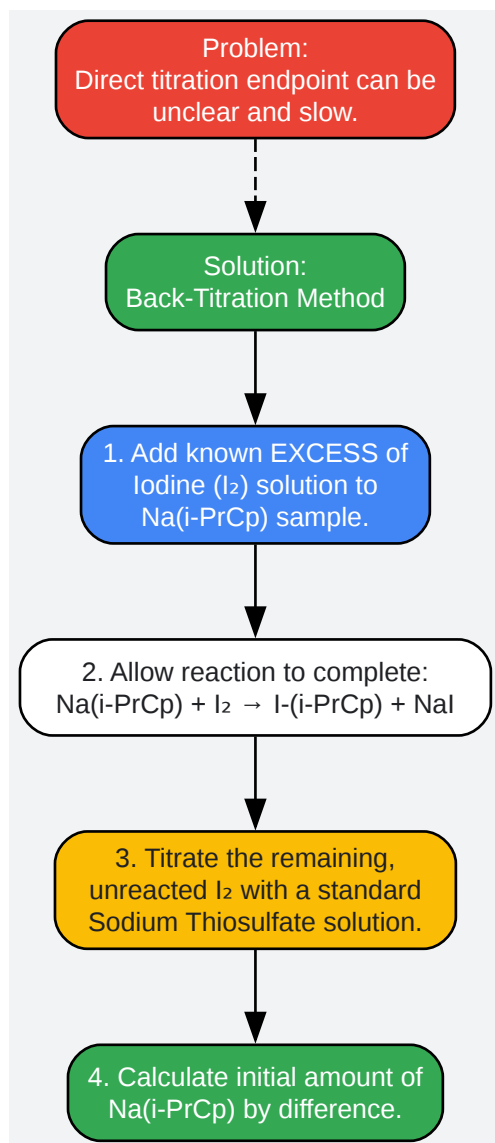 Problem:
Direct titration endpoint can be
unclear and slow.
Solution:
Back-Titration Method
1. Add known EXCESS of
Iodine (I₂) solution to
Na(i-PrCp) sample.
2. Allow reaction to complete:
Na(i-PrCp) + I₂ → I-(i-PrCp) + NaI
3. Titrate the remaining,
unreacted I₂ with a standard
Sodium Thiosulfate solution.
4. Calculate initial amount of
Na(i-PrCp) by difference.